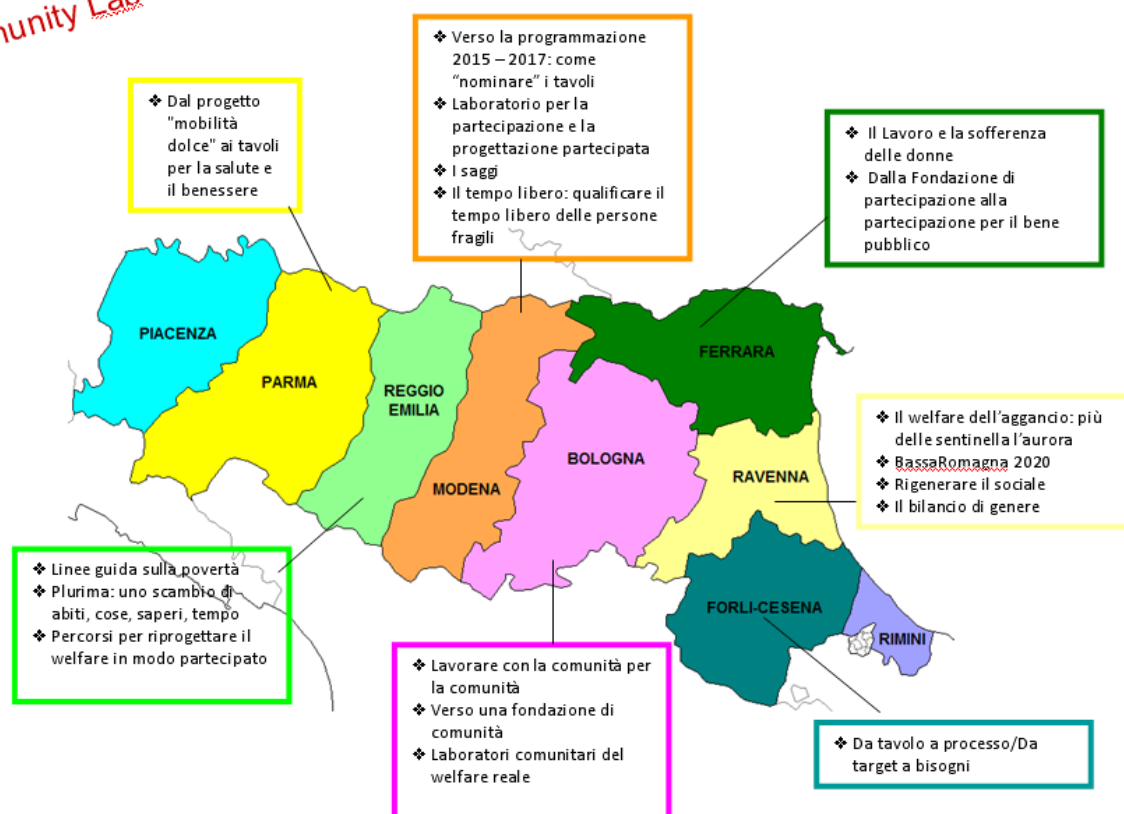 munity Lab
❖ Verso la programmazione
2015 – 2017: come
“nominare” i tavoli
❖ Laboratorio per la
partecipazione e la
progettazione partecipata
❖ I saggi
❖ Il tempo libero: qualificare il
tempo libero delle persone
fragili
❖ Dal progetto
"mobilità
dolce" ai tavoli
per la salute e
il benessere
❖ Il Lavoro e la sofferenza
delle donne
❖ Dalla Fondazione di
partecipazione alla
partecipazione per il bene
pubblico
PIACENZA
PARMA
REGGIO
EMILIA
MODENA
BOLOGNA
FERRARA
RAVENNA
FORLI-CESENA
RIMINI
❖ Il welfare dell’aggancio: più
delle sentinella l’aurora
❖ BassaRomagna 2020
❖ Rigenerare il sociale
❖ Il bilancio di genere
❖ Linee guida sulla povertà
❖ Plurima: uno scambio di
abiti, cose, saperi, tempo
❖ Percorsi per riprogettare il
welfare in modo partecipato
❖ Lavorare con la comunità per
la comunità
❖ Verso una fondazione di
comunità
❖ Laboratori comunitari del
welfare reale
❖ Da tavolo a processo/Da
target a bisogni